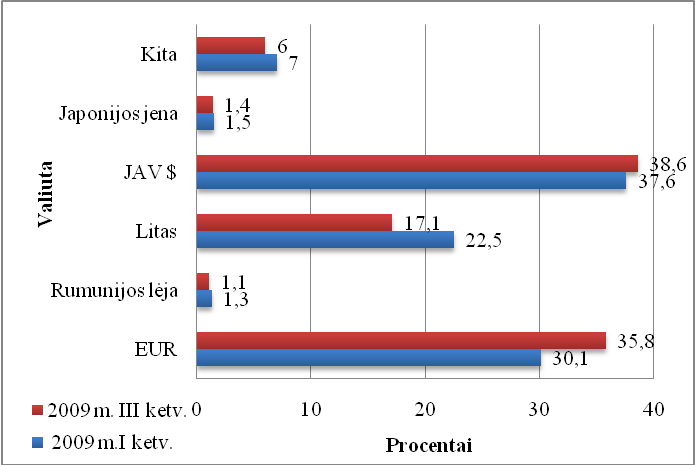 Kita
6
7
Japonijos jena
1,4
1,5
JAV $
38,6
37,6
Valiuta
Litas
17,1
22,5
Rumunijos lėja
1,1
1,3
EUR
35,8
30,1
2009 m. III ketv.
2009 m.I ketv.
0 10 20 30 40
Procentai